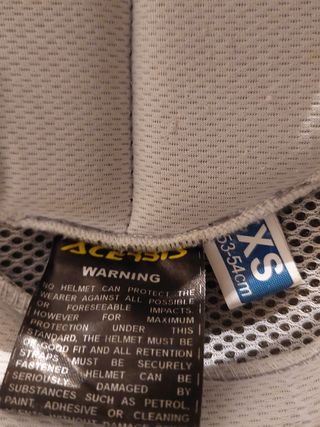 ACERBIS
WARNING
NO HELMET CAN PROTECT THE
WEARER AGAINST ALL POSSIBLE
OR FORESEEABLE IMPACTS.
HOWEVER FOR MAXIMUM
PROTECTION UNDER THIS
STANDARD, THE HELMET MUST BE
OF GOOD FIT AND ALL RETENTION
STRAPS MUST BE SECURELY
FASTENED
HELMET CAN BE
SERIOUSLY DAMAGED BY
SUBSTANCES SUCH AS PETROL,
PAINT, ADHESIVE OR CLEANING
XS
53-54cm